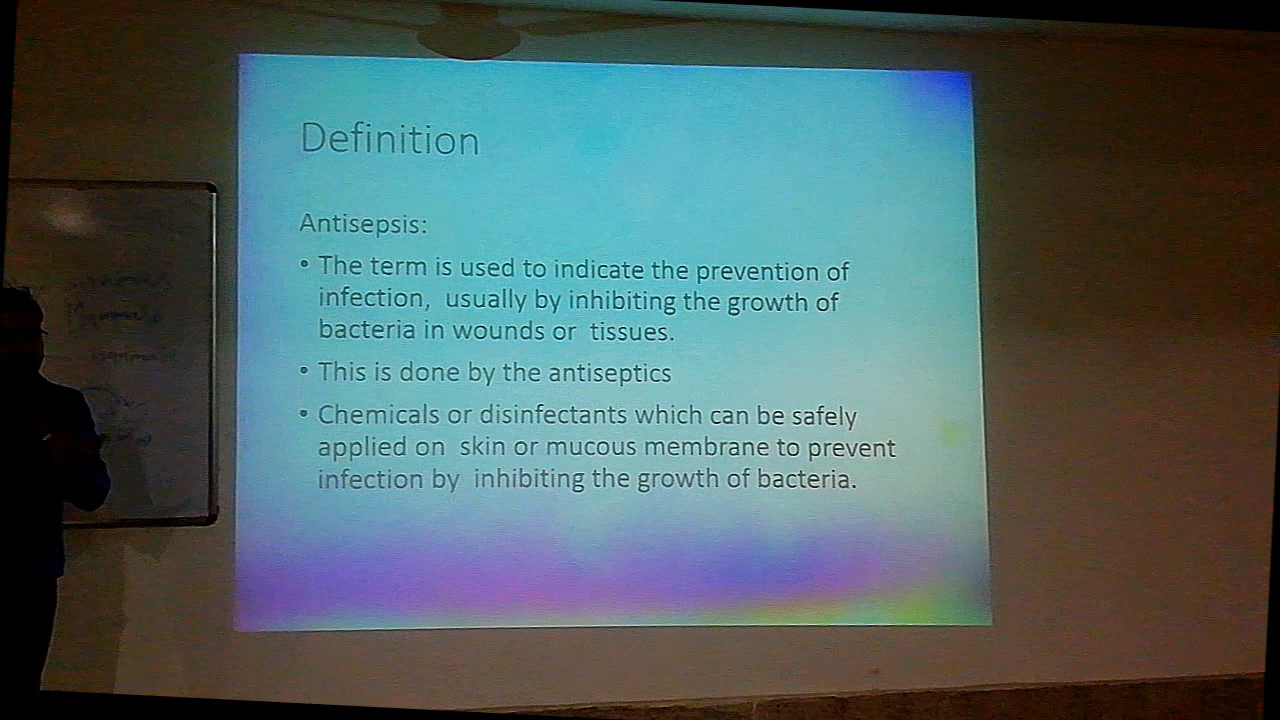 Definition
Antisepsis:
• The term is used to indicate the prevention of
infection, usually by inhibiting the growth of
bacteria in wounds or tissues.
• This is done by the antiseptics
• Chemicals or disinfectants which can be safely
applied on skin or mucous membrane to prevent
infection by inhibiting the growth of bacteria.